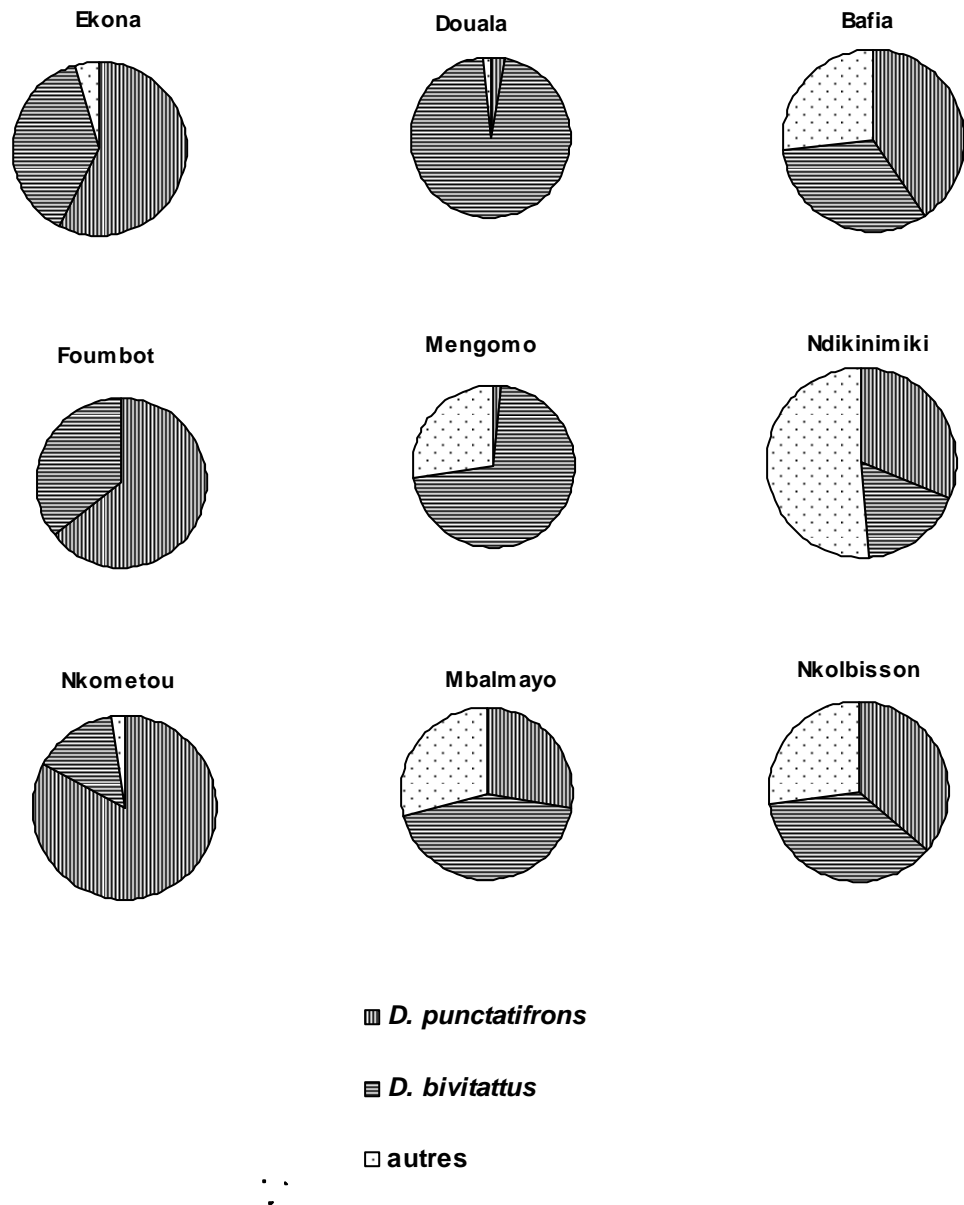 Ekona
Douala
Bafia
Foumbot
Mengomo
Ndikinimiki
Nkometou
Mbalmayo
Nkolbisson
D. punctatifrons
D. bivitattus
autres